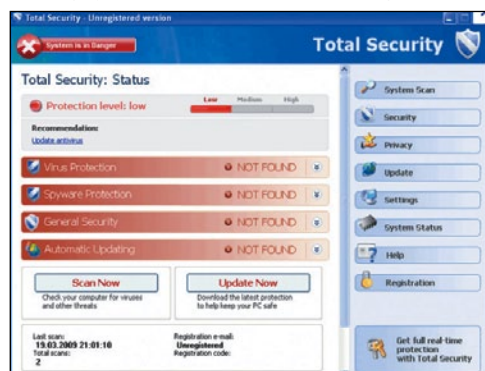 Total Security - Unregistered version
System is in Danger
Total Security
Total Security: Status
Protection level: low
Low Medium High
Recommendation:
Update antivirus
Virus Protection NOT FOUND
Spyware Protection NOT FOUND
General Security NOT FOUND
Automatic Updating NOT FOUND
Scan Now
Check your computer for viruses
and other threats
Update Now
Download the latest protection
to help keep your PC safe
Last scan:
19.03.2009 21:01:10
Total scans:
2
Registration e-mail:
Unregistered
Registration code:
System Scan
Security
Privacy
Update
Settings
System Status
Help
Registration
Get full real-time
protection
with Total Security